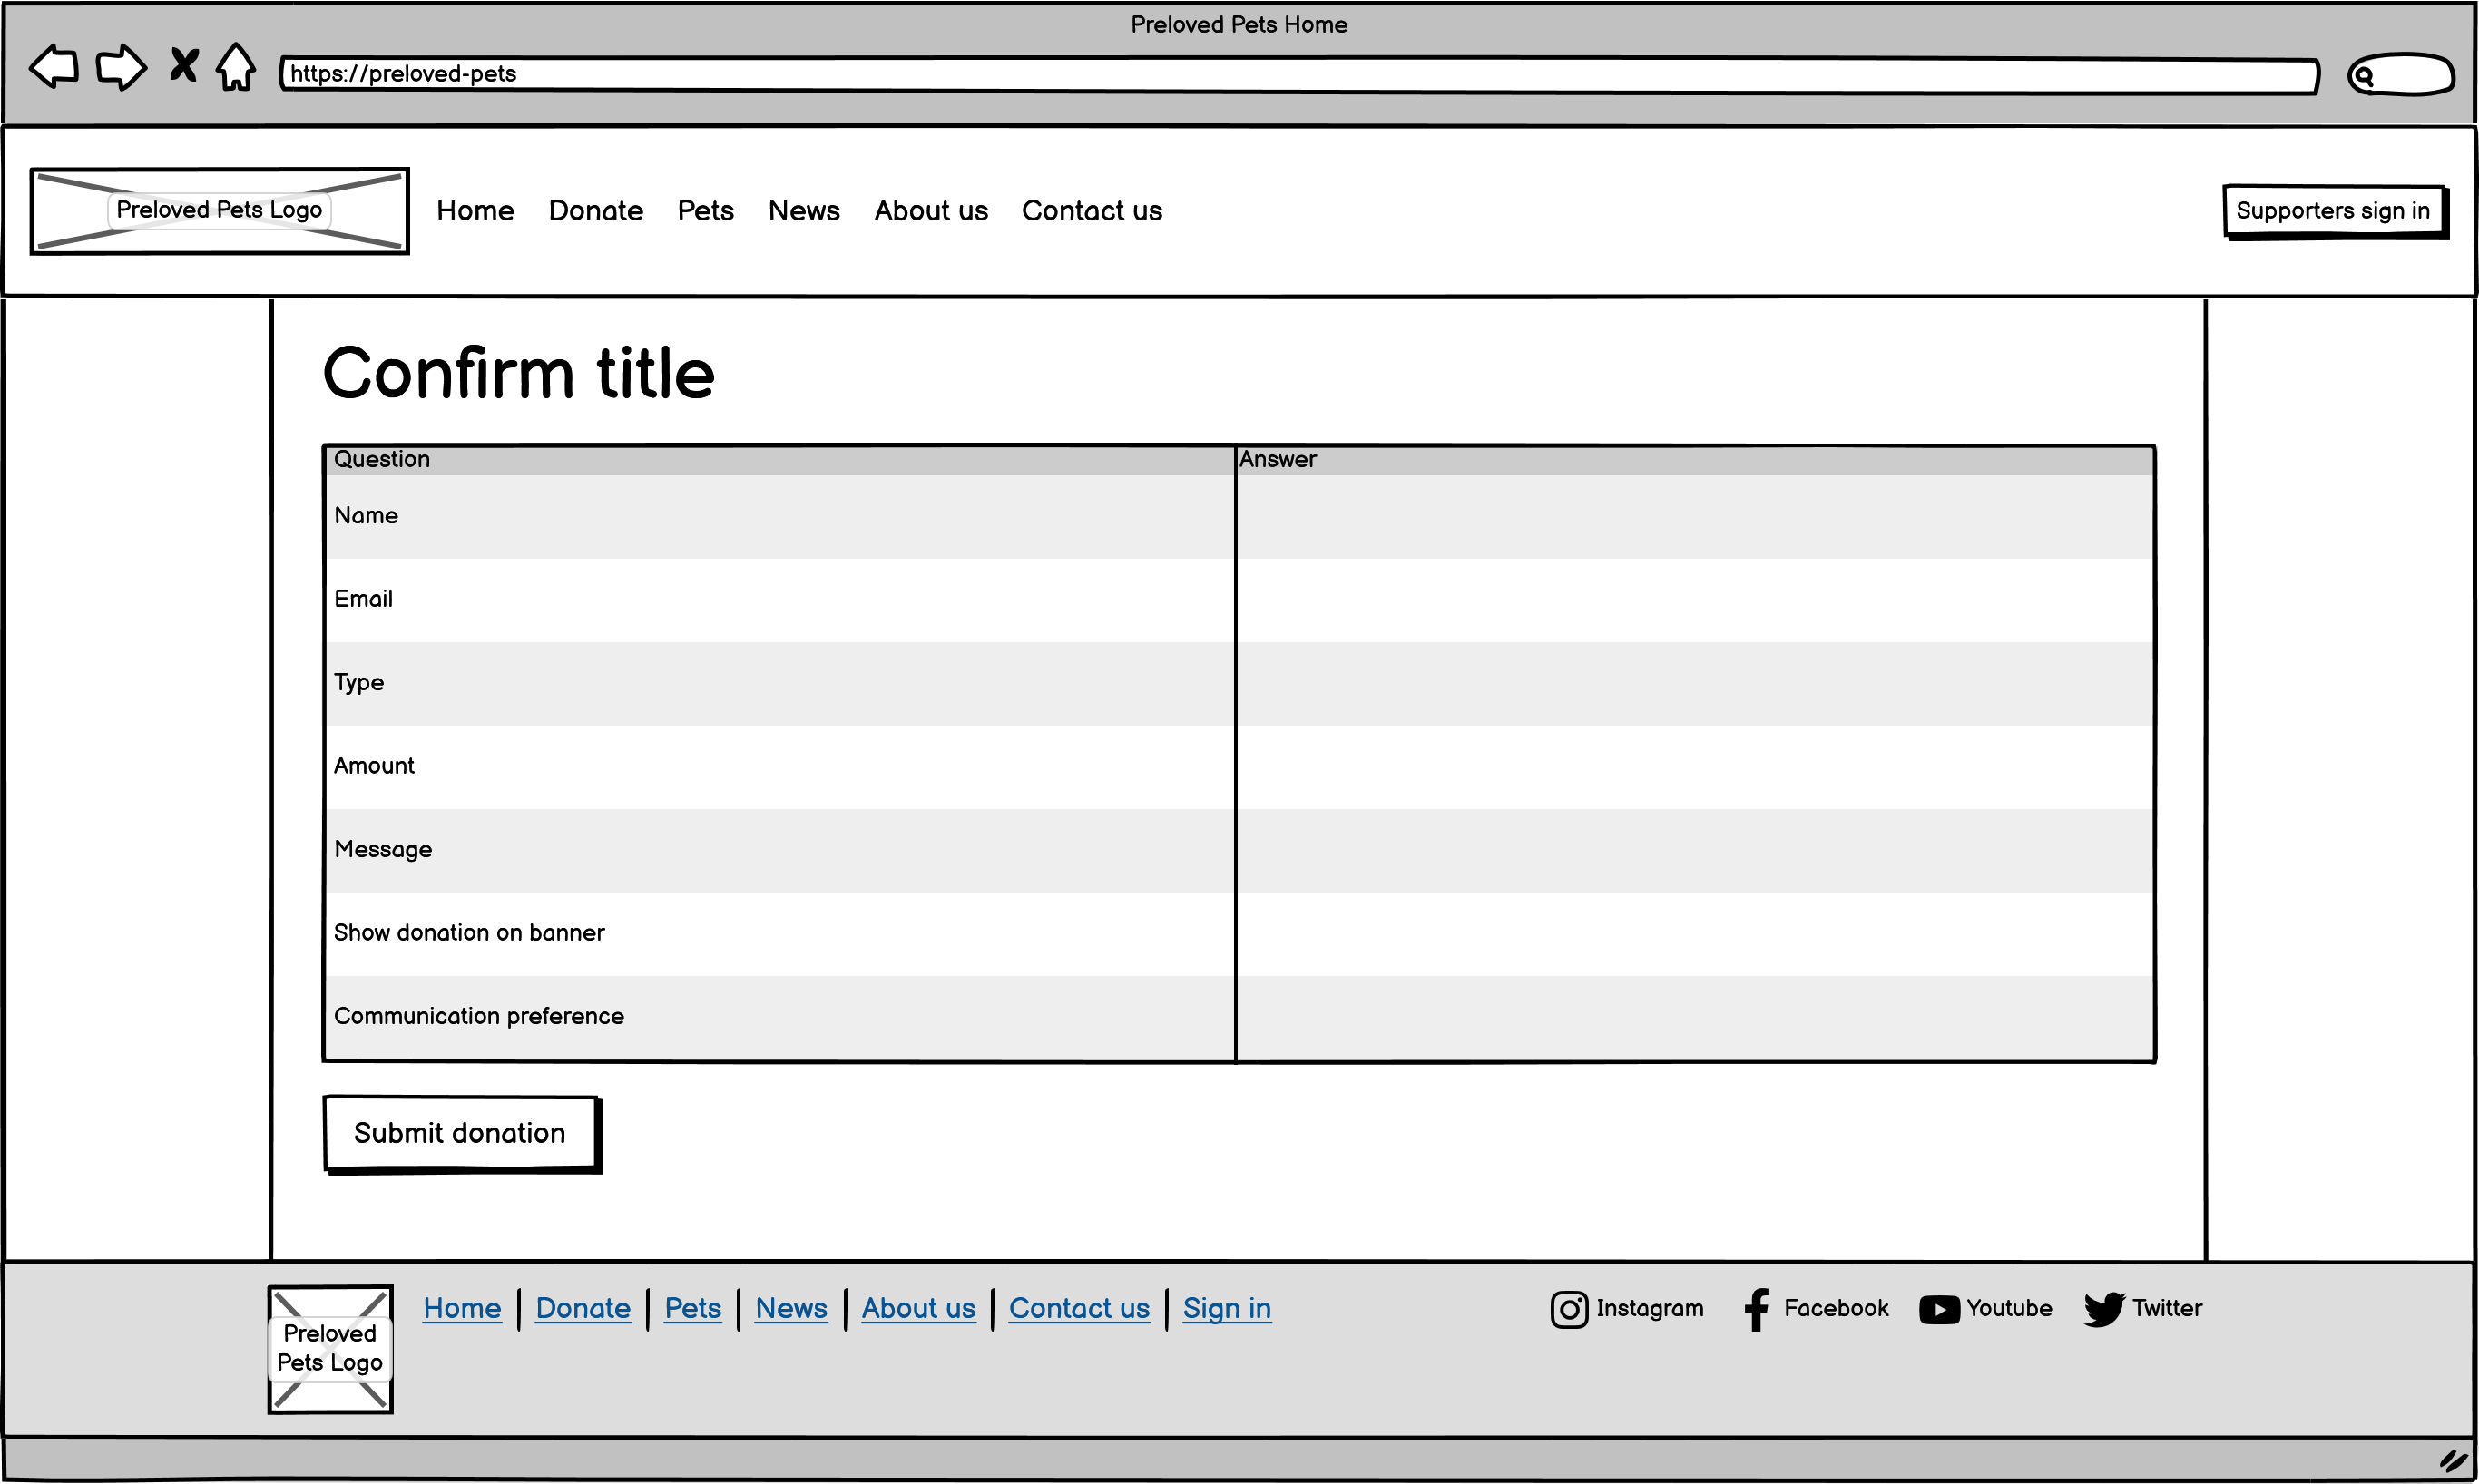 Preloved Pets Home
https://preloved-pets
Preloved Pets Logo
Home Donate Pets News About us Contact us
Supporters sign in
Confirm title
Question Answer
Name
Email
Type
Amount
Message
Show donation on banner
Communication preference
Submit donation
Preloved
Pets Logo
Home | Donate | Pets | News | About us | Contact us | Sign in
Instagram Facebook Youtube Twitter